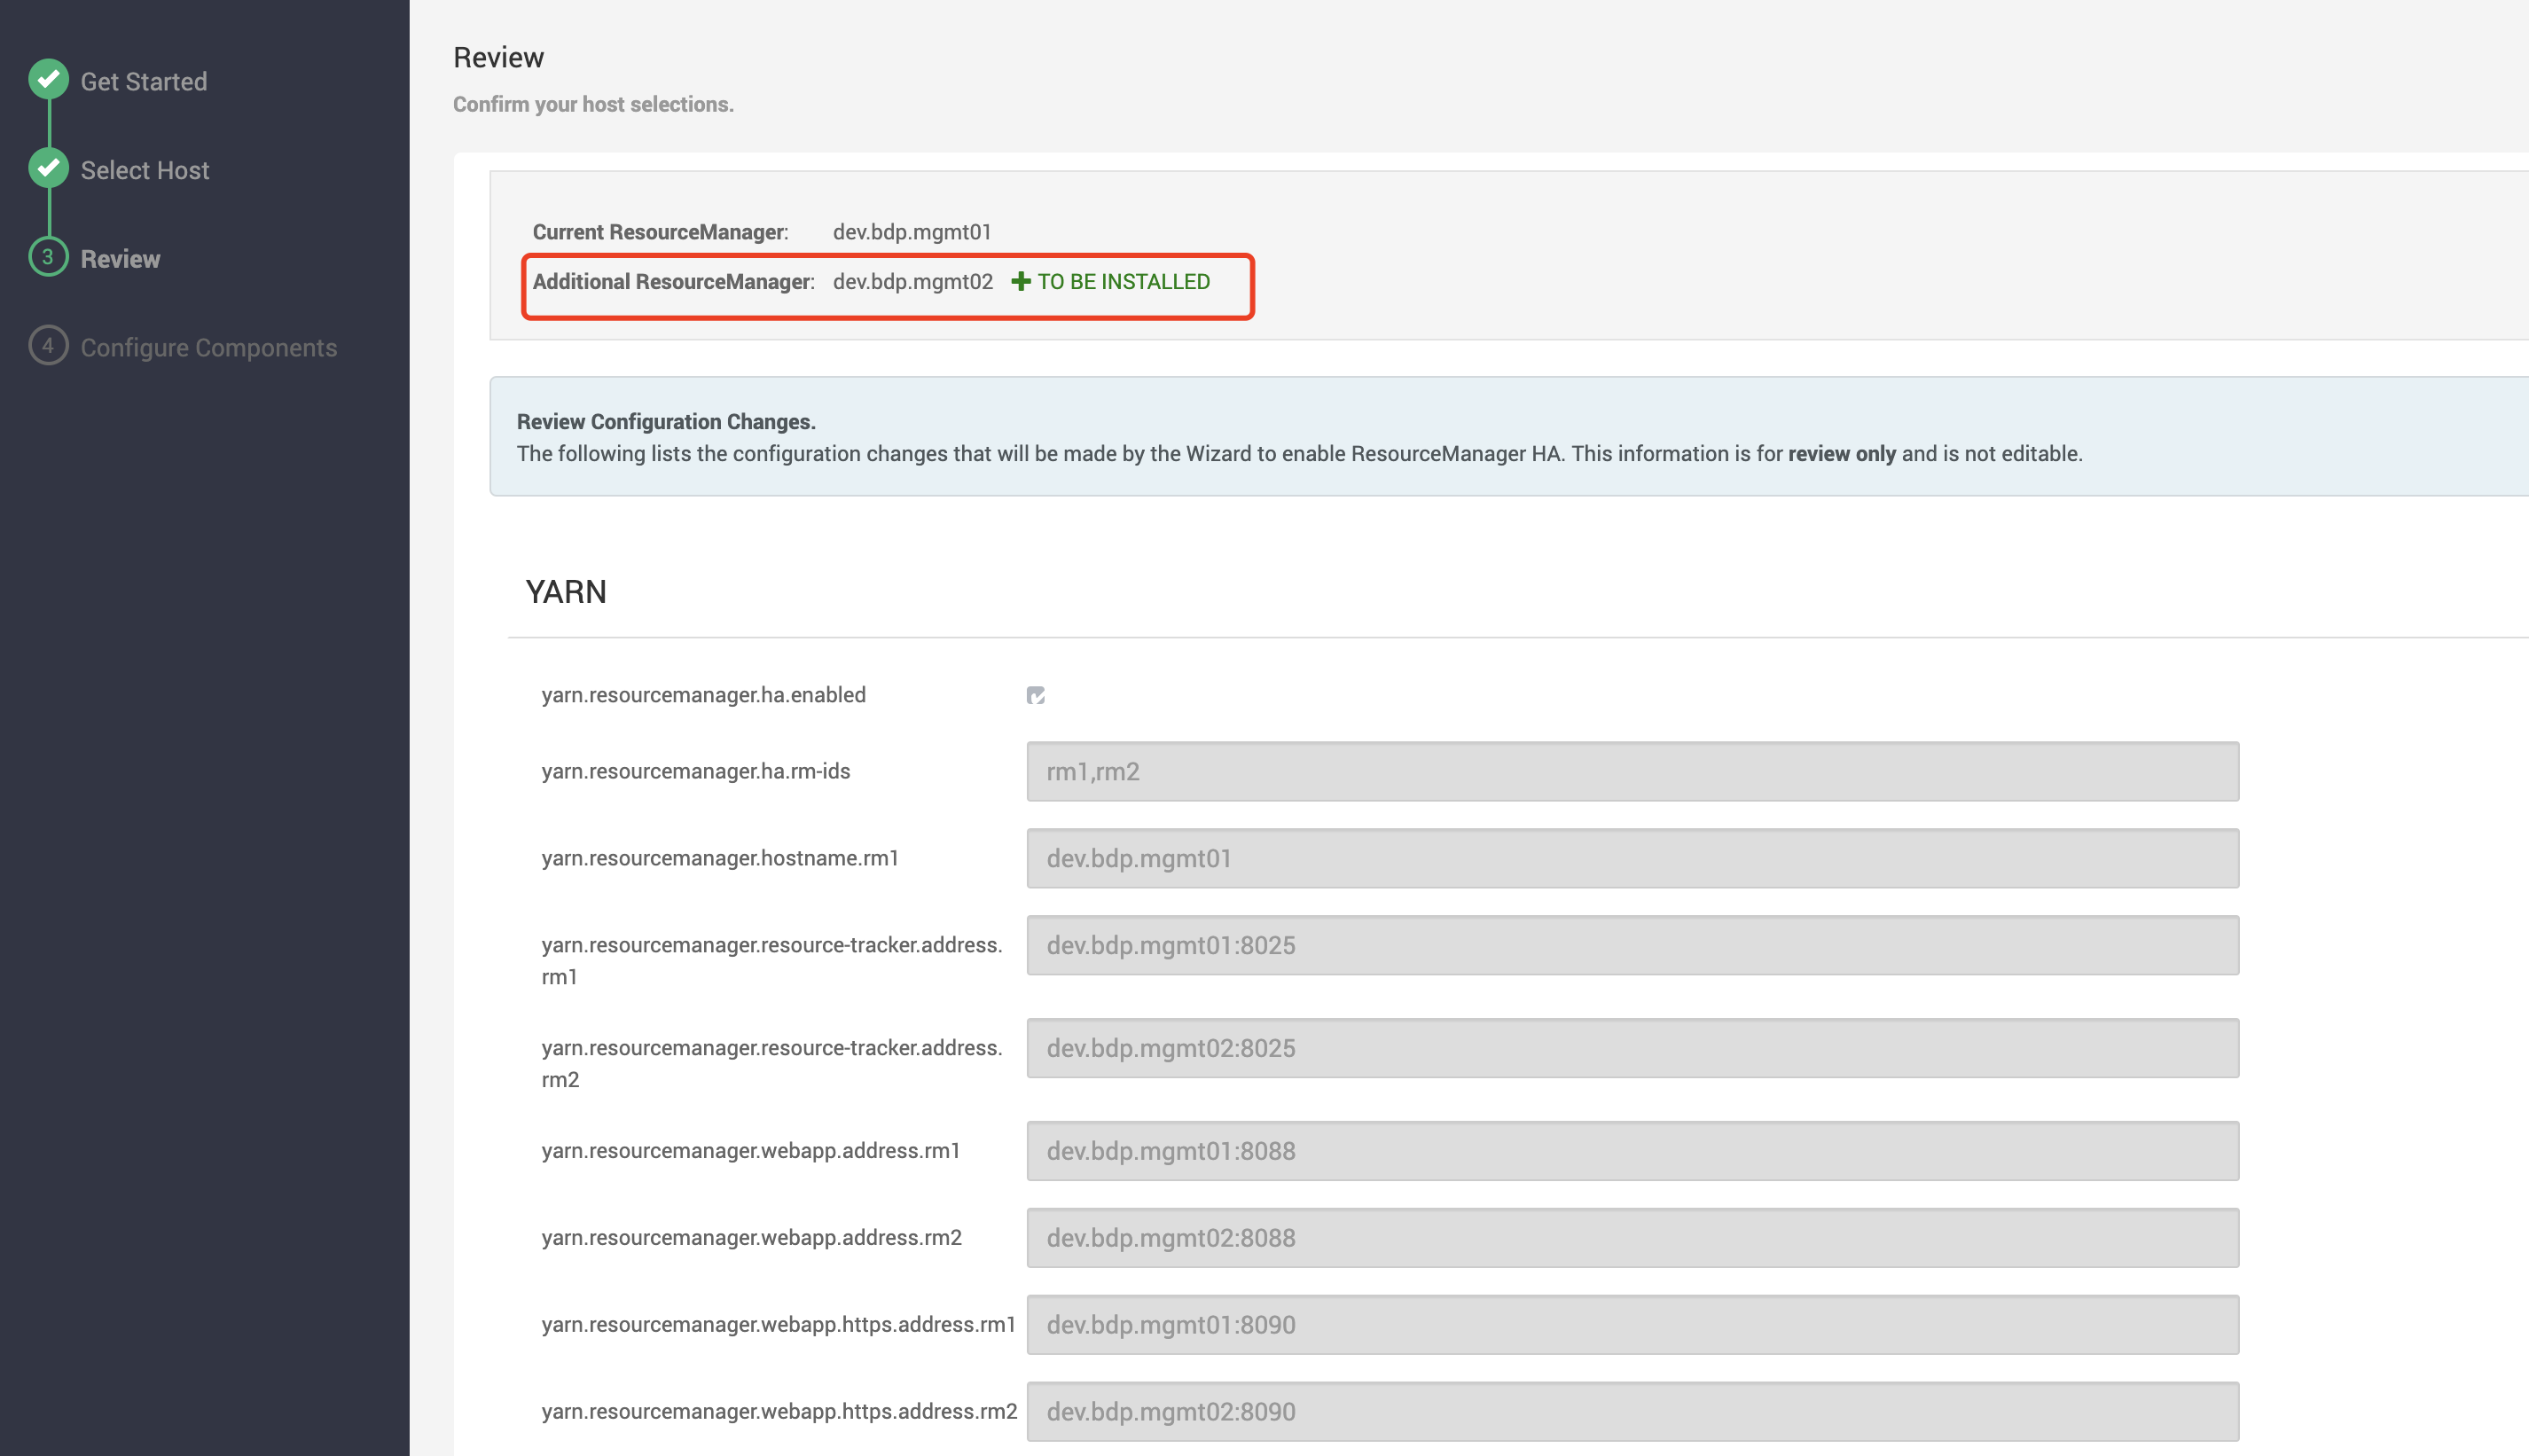 Get Started
Select Host
3 Review
4 Configure Components
Review
Confirm your host selections.
Current ResourceManager: dev.bdp.mgmt01
Additional ResourceManager: dev.bdp.mgmt02 + TO BE INSTALLED
Review Configuration Changes.
The following lists the configuration changes that will be made by the Wizard to enable ResourceManager HA. This information is for review only and is not editable.
YARN
yarn.resourcemanager.ha.enabled
yarn.resourcemanager.ha.rm-ids rm1,rm2
yarn.resourcemanager.hostname.rm1 dev.bdp.mgmt01
yarn.resourcemanager.resource-tracker.address. dev.bdp.mgmt01:8025
rm1
yarn.resourcemanager.resource-tracker.address. dev.bdp.mgmt02:8025
rm2
yarn.resourcemanager.webapp.address.rm1 dev.bdp.mgmt01:8088
yarn.resourcemanager.webapp.address.rm2 dev.bdp.mgmt02:8088
yarn.resourcemanager.webapp.https.address.rm1 dev.bdp.mgmt01:8090
yarn.resourcemanager.webapp.https.address.rm2 dev.bdp.mgmt02:8090